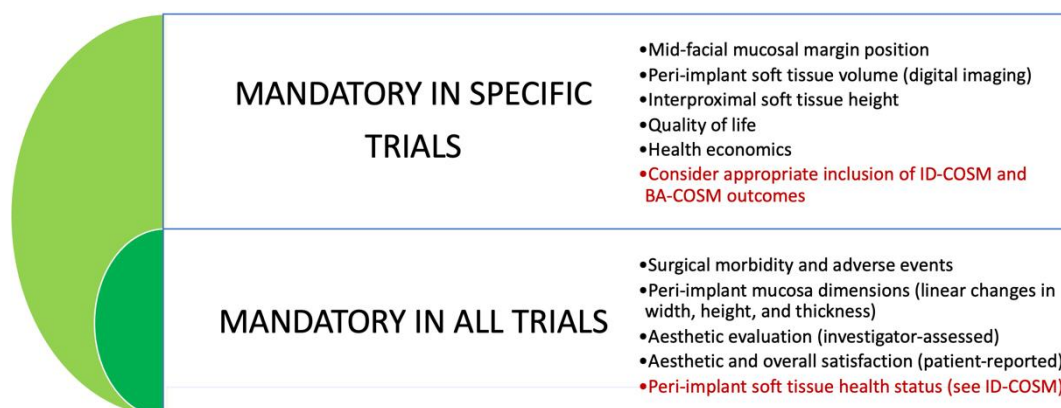 MANDATORY IN SPECIFIC
TRIALS
•Mid-facial mucosal margin position
•Peri-implant soft tissue volume (digital imaging)
•Interproximal soft tissue height
•Quality of life
•Health economics
•Consider appropriate inclusion of ID-COSM and
BA-COSM outcomes
MANDATORY IN ALL TRIALS
•Surgical morbidity and adverse events
•Peri-implant mucosa dimensions (linear changes in
width, height, and thickness)
•Aesthetic evaluation (investigator-assessed)
•Aesthetic and overall satisfaction (patient-reported)
•Peri-implant soft tissue health status (see ID-COSM)